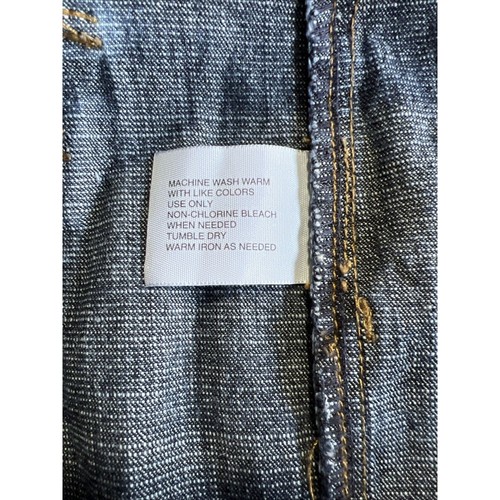 MACHINE WASH WARM
WITH LIKE COLORS
USE ONLY
NON-CHLORINE BLEACH
WHEN NEEDED
TUMBLE DRY
WARM IRON AS NEEDED